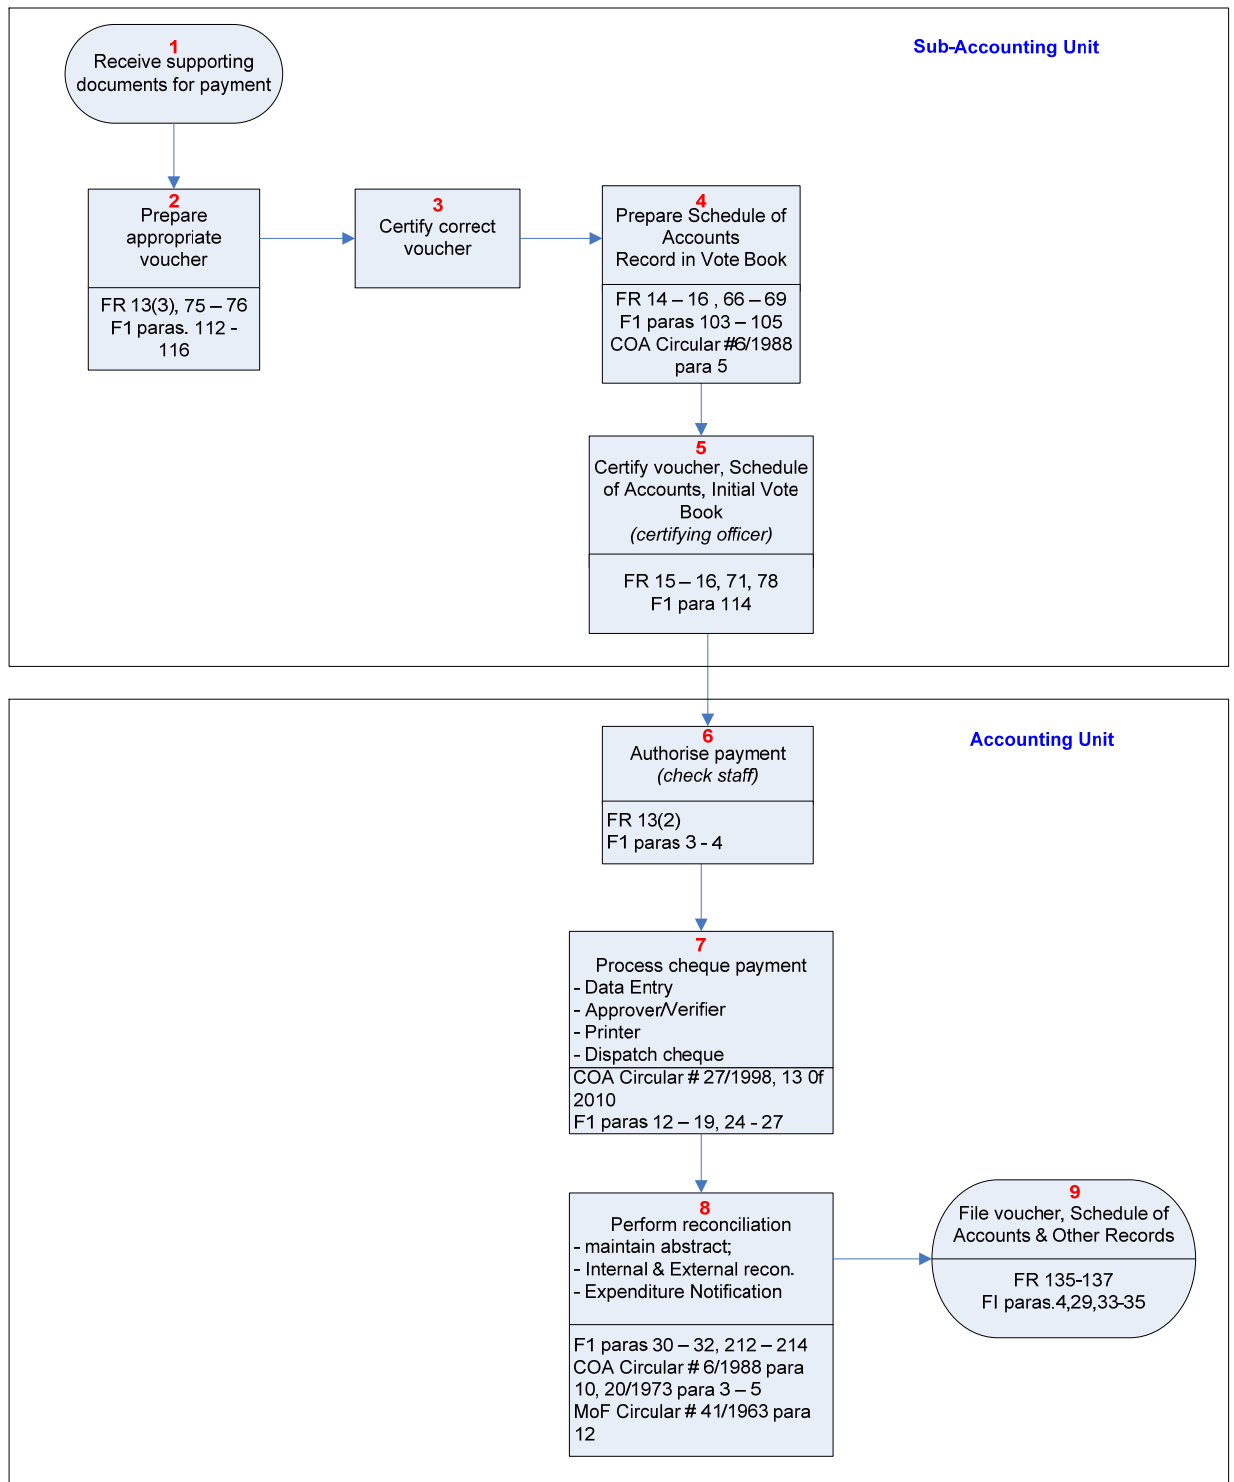 Sub-Accounting Unit
1
Receive supporting
documents for payment
2
Prepare
appropriate
voucher
FR 13(3), 75 – 76
F1 paras. 112 -
116
3
Certify correct
voucher
4
Prepare Schedule of
Accounts
Record in Vote Book
FR 14 – 16 , 66 – 69
F1 paras 103 – 105
COA Circular #6/1988
para 5
5
Certify voucher, Schedule
of Accounts, Initial Vote
Book
(certifying officer)
FR 15 – 16, 71, 78
F1 para 114
Accounting Unit
6
Authorise payment
(check staff)
FR 13(2)
F1 paras 3 - 4
7
Process cheque payment
- Data Entry
- Approver/Verifier
- Printer
- Dispatch cheque
COA Circular # 27/1998, 13 0f
2010
F1 paras 12 – 19, 24 - 27
8
Perform reconciliation
- maintain abstract;
- Internal & External recon.
- Expenditure Notification
F1 paras 30 – 32, 212 – 214
COA Circular # 6/1988 para
10, 20/1973 para 3 – 5
MoF Circular # 41/1963 para
12
9
File voucher, Schedule of
Accounts & Other Records
FR 135-137
FI paras.4,29,33-35